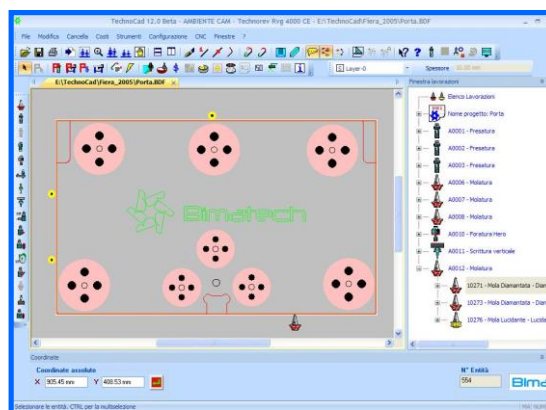 TechnoCad 12.0 Beta - AMBIENTE CAM - Technorev Rvg 4000 CE - E:\TechnoCad\Fiera_2005\Porta.BDF
File Modifica Cancella Costi Strumenti Configurazione CNC Finestre ?
Layer-0
Spessore
E:\TechnoCad\Fiera_2005\Porta.BDF
Finestra lavorazioni
Elenco Lavorazioni
Nome progetto: Porta
A0001 - Fresatura
A0002 - Fresatura
A0003 - Fresatura
A0006 - Molatura
A0007 - Molatura
A0008 - Molatura
A0010 - Foratura Hero
A0011 - Scritture verticale
A0012 - Molatura
10271 - Mola Diamantata - Dian
10273 - Mola Diamantata - Dian
10276 - Mola Lucidante - Lucida
Bimatech
Coordinate
Coordinate assolute
X 905.45 mm Y 408.53 mm
N° Entità
554
Bima
Selezionare le entità. CTRL per la multiselezione